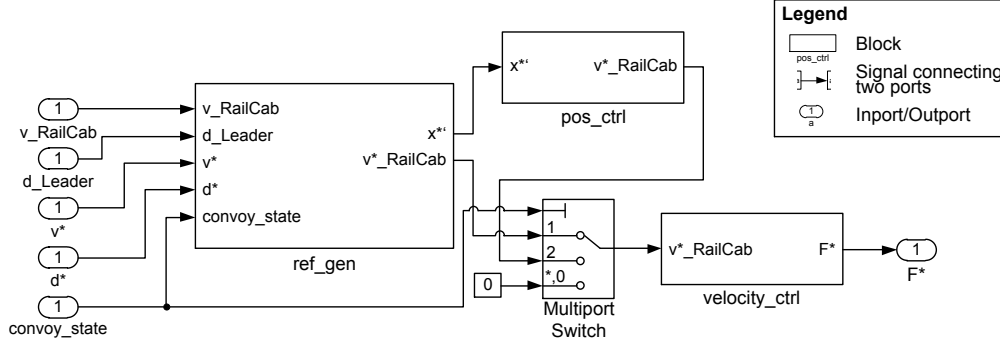 Legend
pos_ctrl
Block
Signal connecting
two ports
1
a
Inport/Outport
x*‘
v*_RailCab
pos_ctrl
1
v_RailCab
1
d_Leader
1
v*
1
d*
1
convoy_state
v_RailCab
d_Leader
v*
d*
convoy_state
x*‘
v*_RailCab
ref_gen
1
2
*,0
0
Multiport
Switch
v*_RailCab
F*
velocity_ctrl
1
F*